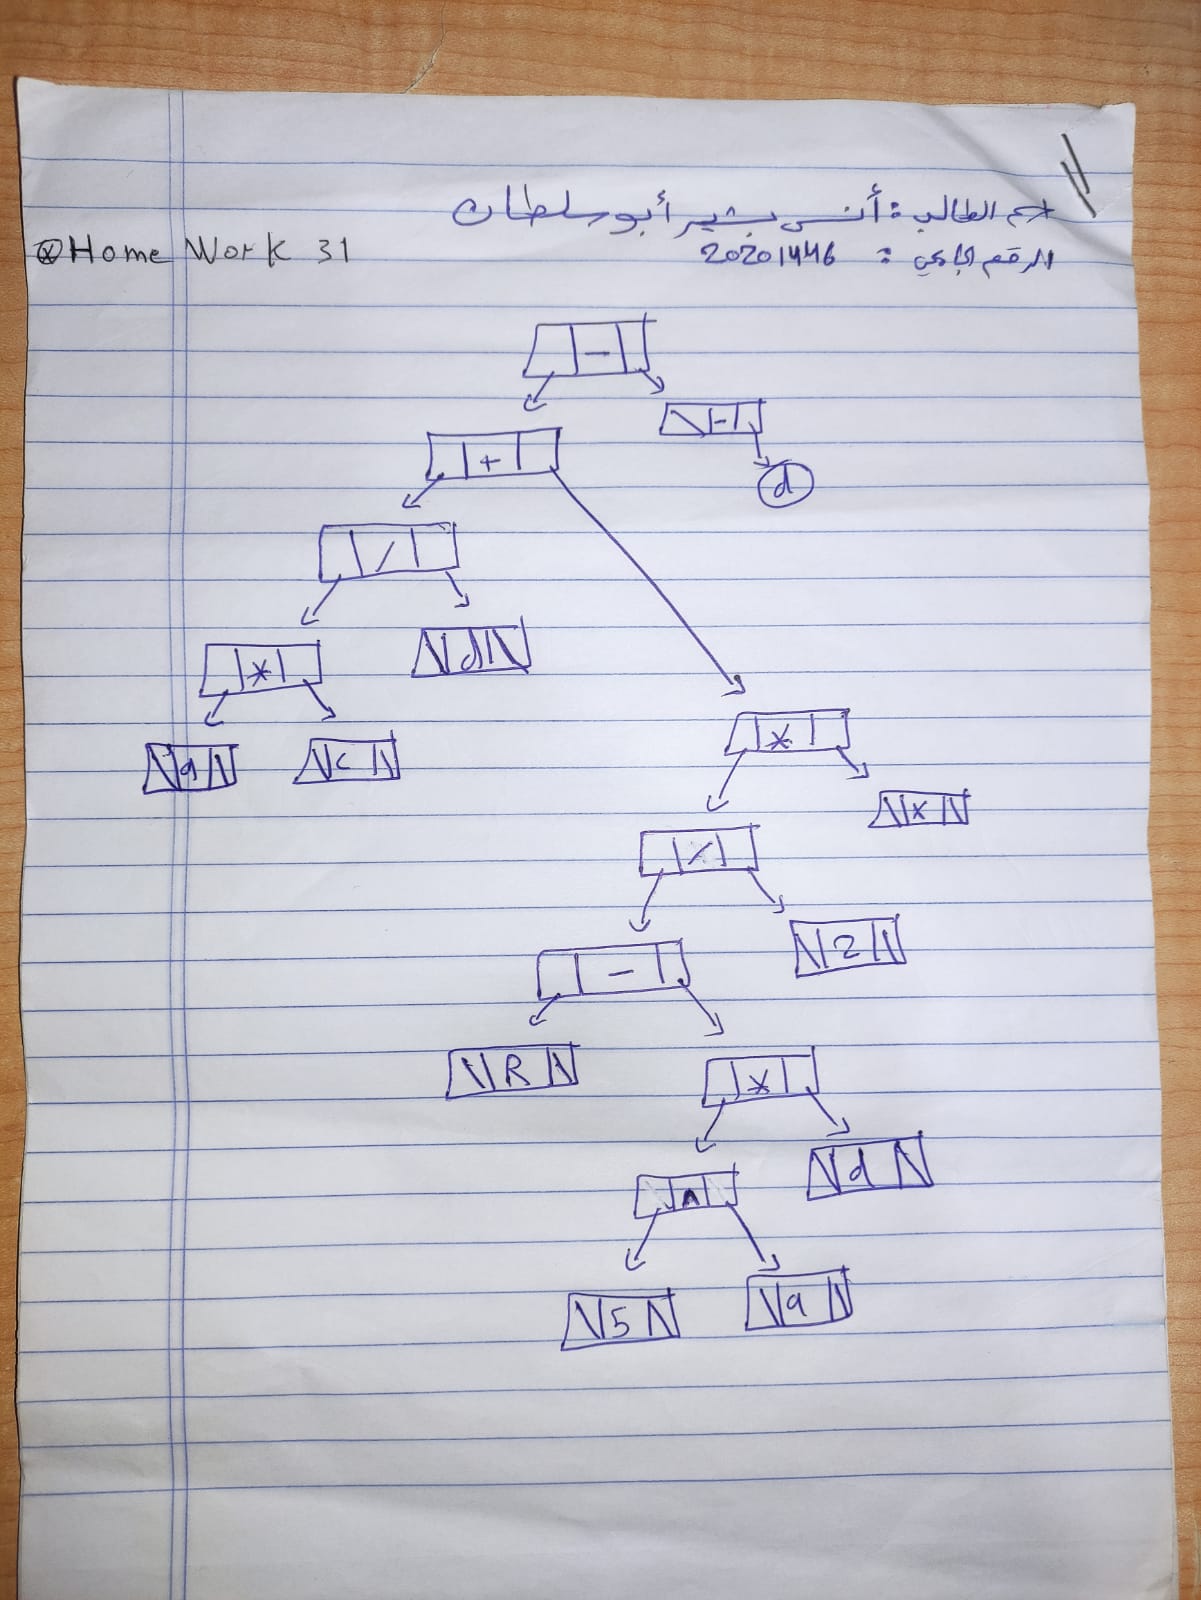 اسم الطالب : أنس بشير أبو سلطان
الرقم الجامعي : 20201446
Home Work 31
-
+ -
d
/
* d
a c * x
/
- 2
R *
^ d
5 a